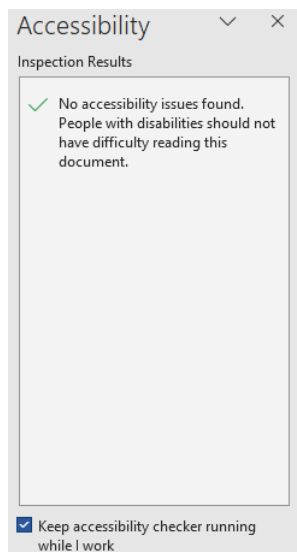 Accessibility
Inspection Results
No accessibility issues found.
People with disabilities should not
have difficulty reading this
document.
Keep accessibility checker running
while I work